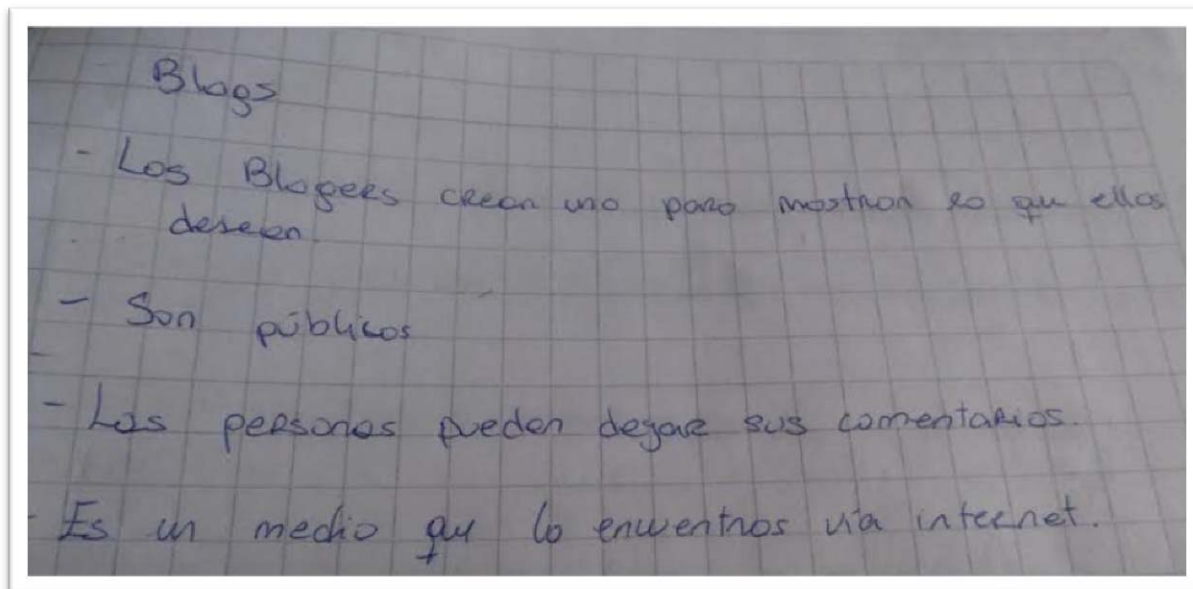 Blogs
- Los Blogers crean uno para mostrar lo que ellos
deseen
- Son públicos
- Las personas pueden dejar sus comentarios.
- Es un medio que lo encuentras vía internet.